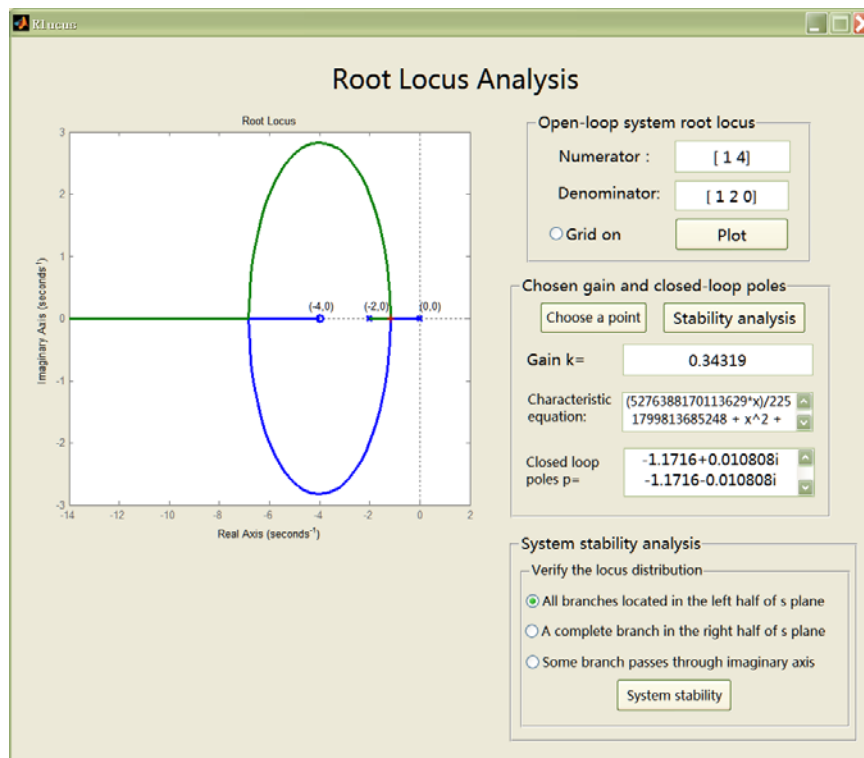 Rlucus
Root Locus Analysis
Root Locus
3
2
1
0
-1
-2
-3
Imaginary Axis (seconds⁻¹)
(-4,0)
(-2,0)
(0,0)
-14 -12 -10 -8 -6 -4 -2 0 2
Real Axis (seconds⁻¹)
Open-loop system root locus
Numerator : [ 1 4]
Denominator: [ 1 2 0]
Grid on Plot
Chosen gain and closed-loop poles
Choose a point Stability analysis
Gain k= 0.34319
Characteristic
equation:
(5276388170113629*x)/225
1799813685248 + x^2 +
Closed loop
poles p=
-1.1716+0.010808i
-1.1716-0.010808i
System stability analysis
Verify the locus distribution
All branches located in the left half of s plane
A complete branch in the right half of s plane
Some branch passes through imaginary axis
System stability